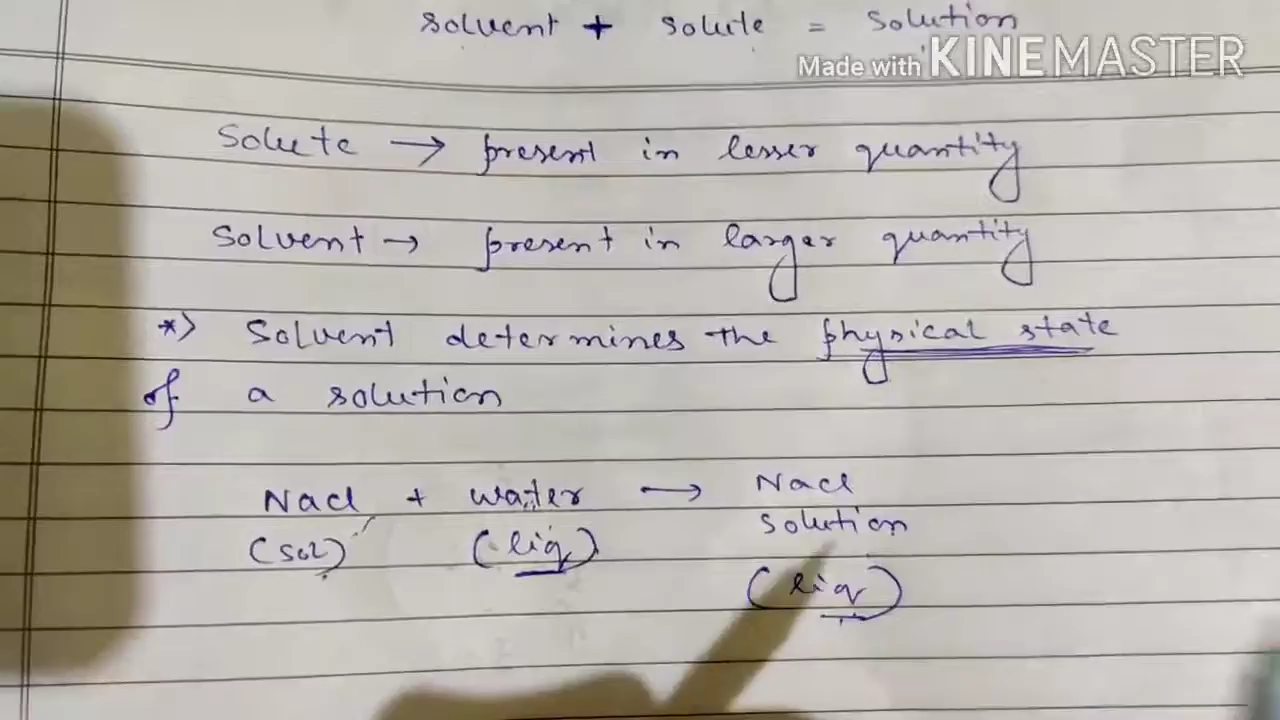 Solvent + Solute = Solution
Made with KINEMASTER
Solute → present in lesser quantity
Solvent → present in larger quantity
*> Solvent determines the physical state
of a solution
Nacl + water → Nacl
Solution
(Sol) (liq)
(liq)